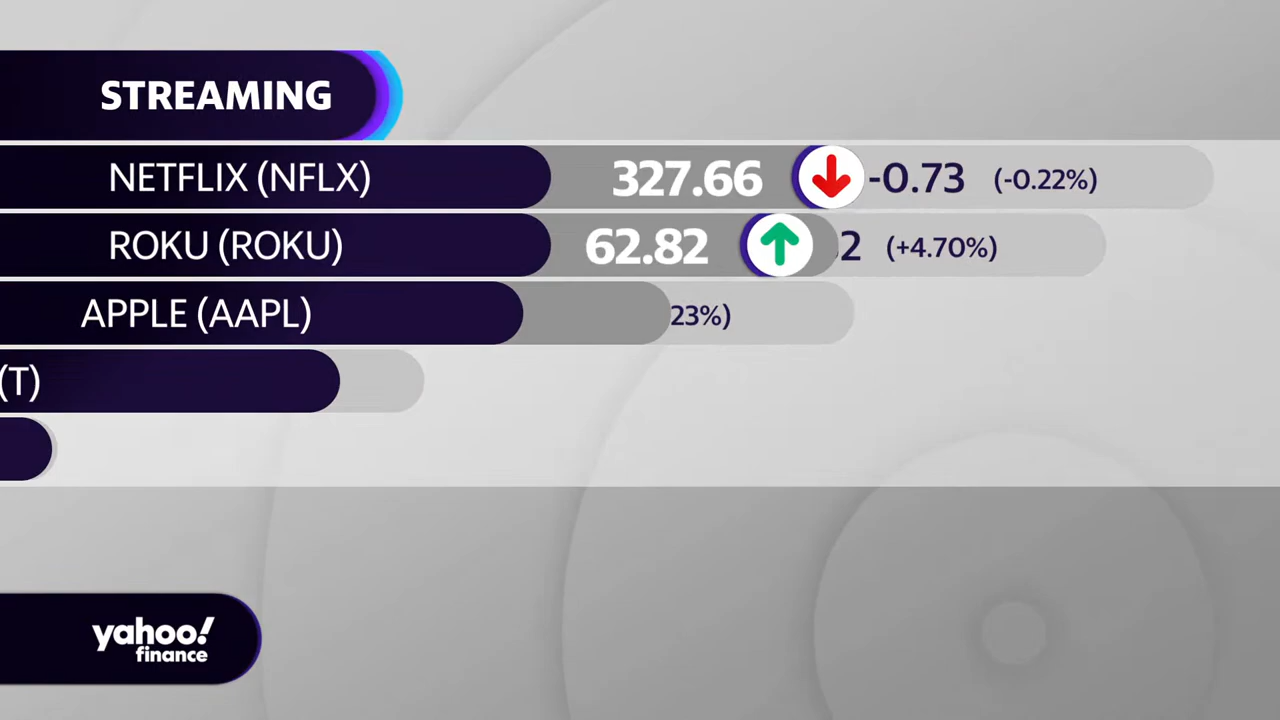 STREAMING
NETFLIX (NFLX) 327.66 -0.73 (-0.22%)
ROKU (ROKU) 62.82 2 (+4.70%)
APPLE (AAPL) 23%)
(T)
yahoo!
finance